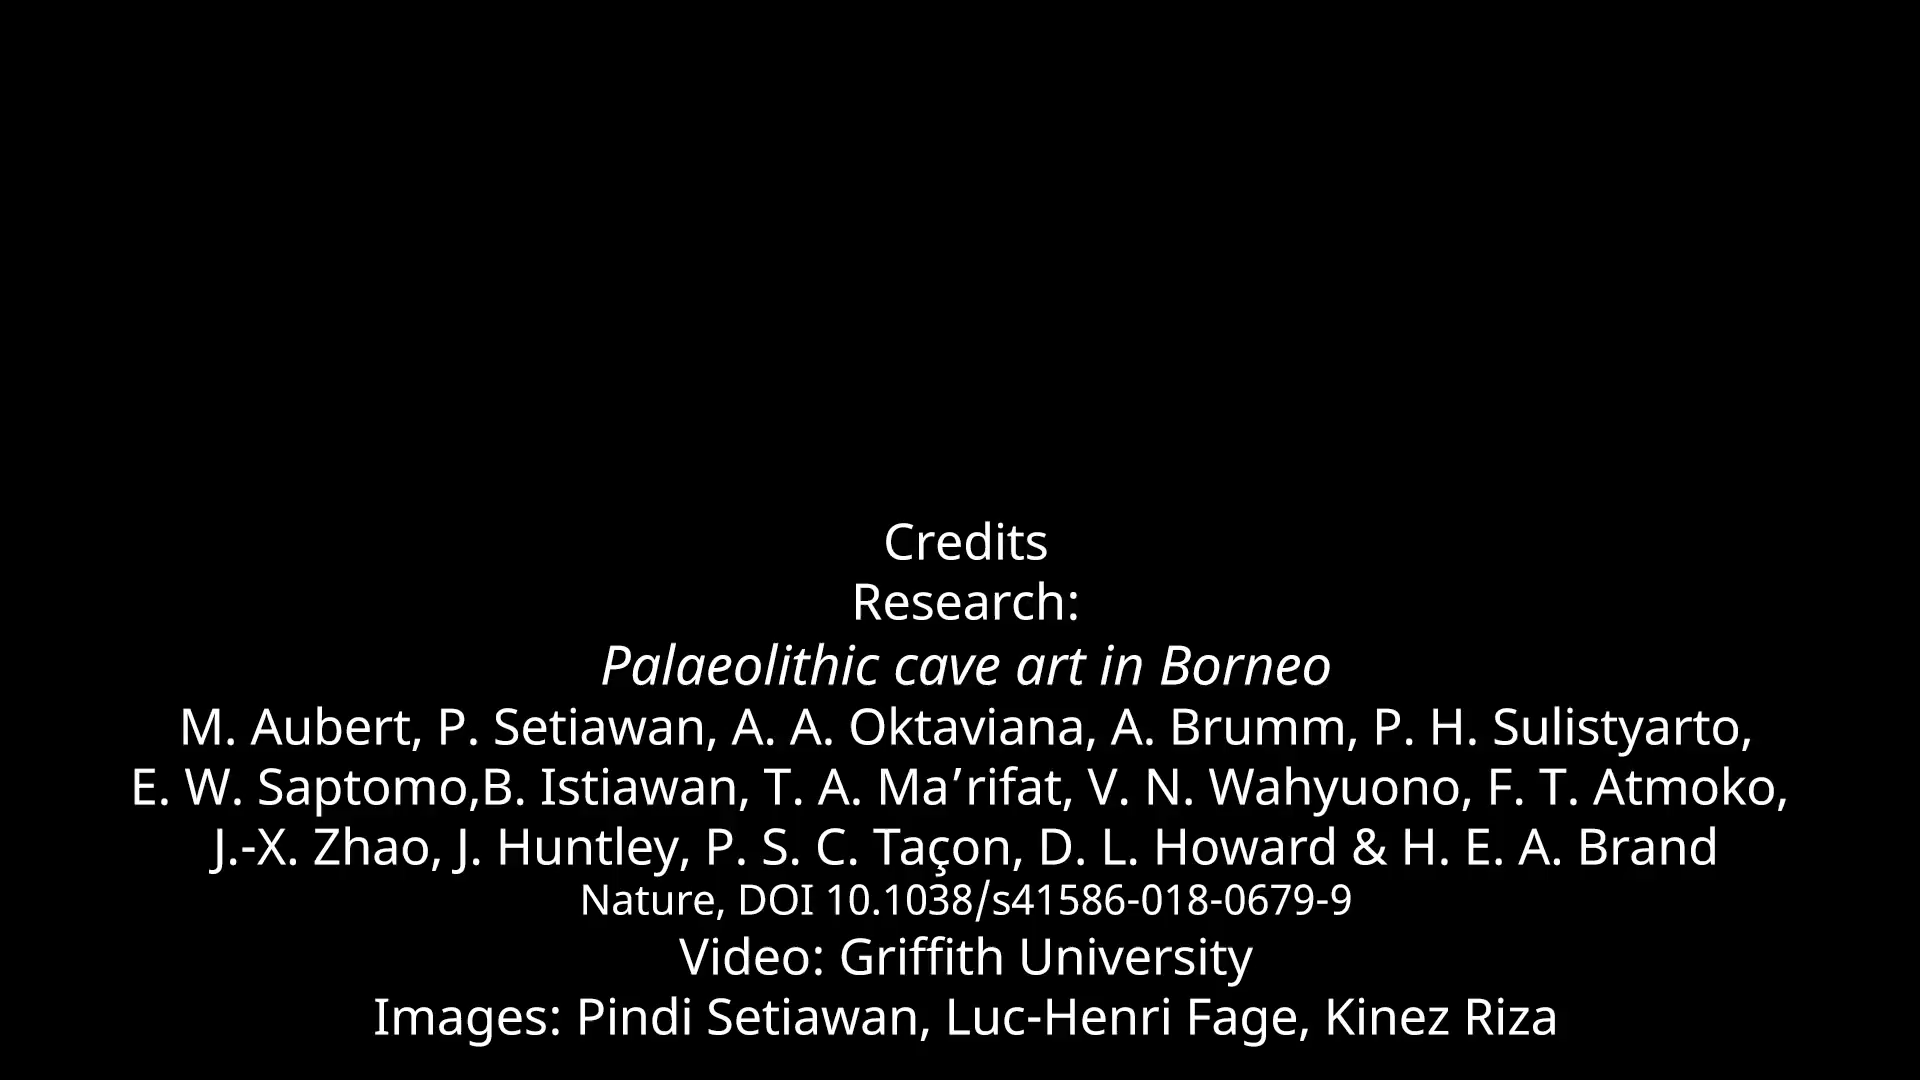 Credits
Research:
Palaeolithic cave art in Borneo
M. Aubert, P. Setiawan, A. A. Oktaviana, A. Brumm, P. H. Sulistyarto,
E. W. Saptomo,B. Istiawan, T. A. Ma’rifat, V. N. Wahyuono, F. T. Atmoko,
J.-X. Zhao, J. Huntley, P. S. C. Taçon, D. L. Howard & H. E. A. Brand
Nature, DOI 10.1038/s41586-018-0679-9
Video: Griffith University
Images: Pindi Setiawan, Luc-Henri Fage, Kinez Riza